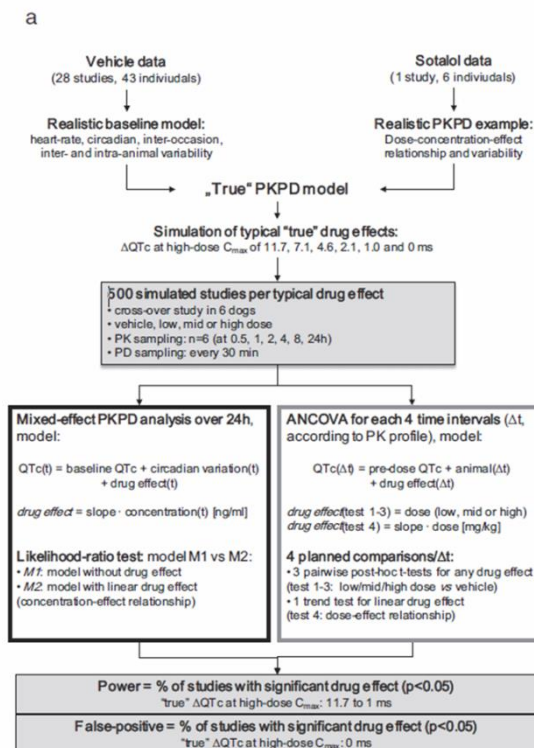 a
Vehicle data
(28 studies, 43 indiviudals)
Sotalol data
(1 study, 6 indiviudals)
Realistic baseline model:
heart-rate, circadian, inter-occasion,
inter- and intra-animal variability
Realistic PKPD example:
Dose-concentration-effect
relationship and variability
„True" PKPD model
Simulation of typical "true" drug effects:
ΔQTc at high-dose Cmax of 11.7, 7.1, 4.6, 2.1, 1.0 and 0 ms
500 simulated studies per typical drug effect
• cross-over study in 6 dogs
• vehicle, low, mid or high dose
• PK sampling: n=6 (at 0.5, 1, 2, 4, 8, 24h)
• PD sampling: every 30 min
Mixed-effect PKPD analysis over 24h,
model:
QTc(t) = baseline QTc + circadian variation(t)
+ drug effect(t)
drug effect = slope · concentration(t) [ng/ml]
Likelihood-ratio test: model M1 vs M2:
• M1: model without drug effect
• M2: model with linear drug effect
(concentration-effect relationship)
ANCOVA for each 4 time intervals (Δt,
according to PK profile), model:
QTc(Δt) = pre-dose QTc + animal(Δt)
+ drug effect(Δt)
drug effect(test 1-3) = dose (low, mid or high)
drug effect(test 4) = slope · dose [mg/kg]
4 planned comparisons/Δt:
• 3 pairwise post-hoc t-tests for any drug effect
(test 1-3: low/mid/high dose vs vehicle)
• 1 trend test for linear drug effect
(test 4: dose-effect relationship)
Power = % of studies with significant drug effect (p<0.05)
"true" ΔQTc at high-dose Cmax: 11.7 to 1 ms
False-positive = % of studies with significant drug effect (p<0.05)
"true" ΔQTc at high-dose Cmax: 0 ms